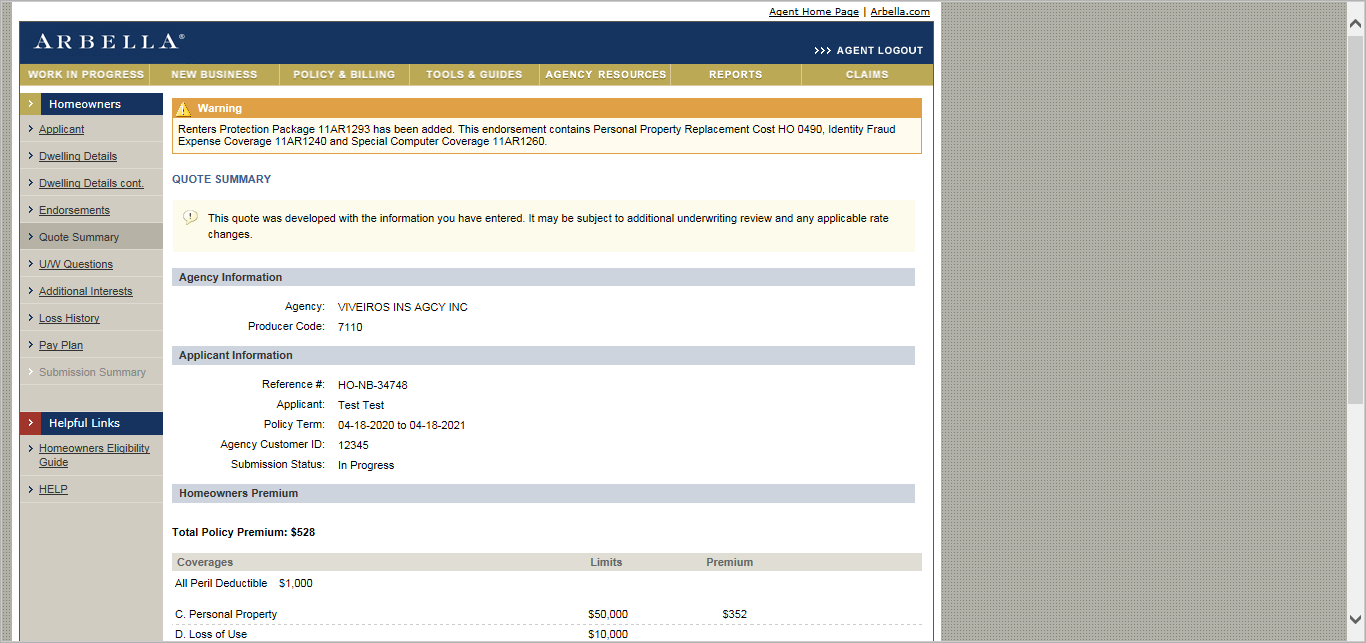 Agent Home Page | Arbella.com
ARBELLA®
>>> AGENT LOGOUT
WORK IN PROGRESS NEW BUSINESS POLICY & BILLING TOOLS & GUIDES AGENCY RESOURCES REPORTS CLAIMS
Homeowners
Applicant
Dwelling Details
Dwelling Details cont.
Endorsements
Quote Summary
U/W Questions
Additional Interests
Loss History
Pay Plan
Submission Summary
Helpful Links
Homeowners Eligibility
Guide
HELP
Warning
Renters Protection Package 11AR1293 has been added. This endorsement contains Personal Property Replacement Cost HO 0490, Identity Fraud
Expense Coverage 11AR1240 and Special Computer Coverage 11AR1260.
QUOTE SUMMARY
This quote was developed with the information you have entered. It may be subject to additional underwriting review and any applicable rate
changes.
Agency Information
Agency: VIVEIROS INS AGCY INC
Producer Code: 7110
Applicant Information
Reference #: HO-NB-34748
Applicant: Test Test
Policy Term: 04-18-2020 to 04-18-2021
Agency Customer ID: 12345
Submission Status: In Progress
Homeowners Premium
Total Policy Premium: $528
Coverages Limits Premium
All Peril Deductible $1,000
C. Personal Property $50,000 $352
D. Loss of Use $10,000